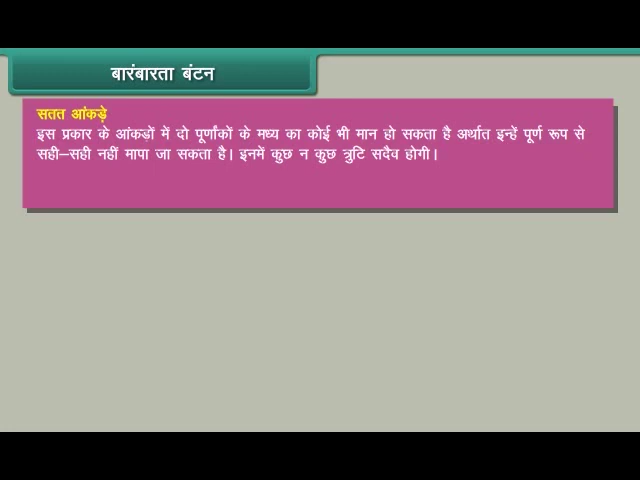 बारंबारता बंटन
सतत आंकड़े
इस प्रकार के आंकड़ों में दो पूर्णांकों के मध्य का कोई भी मान हो सकता है अर्थात इन्हें पूर्ण रूप से
सही–सही नहीं मापा जा सकता है। इनमें कुछ न कुछ त्रुटि सदैव होगी।